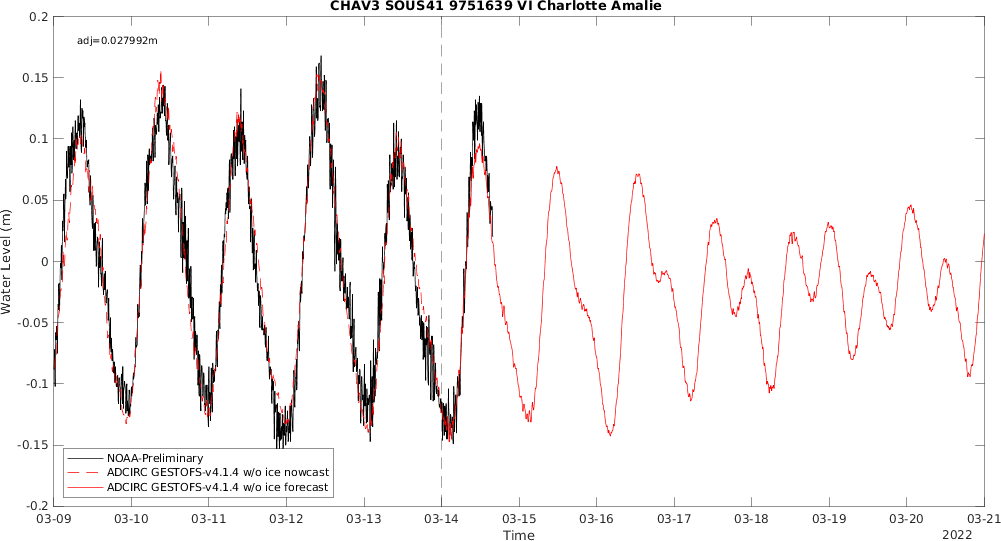 CHAV3 SOUS41 9751639 VI Charlotte Amalie
adj=0.027992m
0.2
0.15
0.1
0.05
0
-0.05
-0.1
-0.15
-0.2
Water Level (m)
NOAA-Preliminary
ADCIRC GESTOFS-v4.1.4 w/o ice nowcast
ADCIRC GESTOFS-v4.1.4 w/o ice forecast
03-09 03-10 03-11 03-12 03-13 03-14 03-15 03-16 03-17 03-18 03-19 03-20 03-21
Time
2022